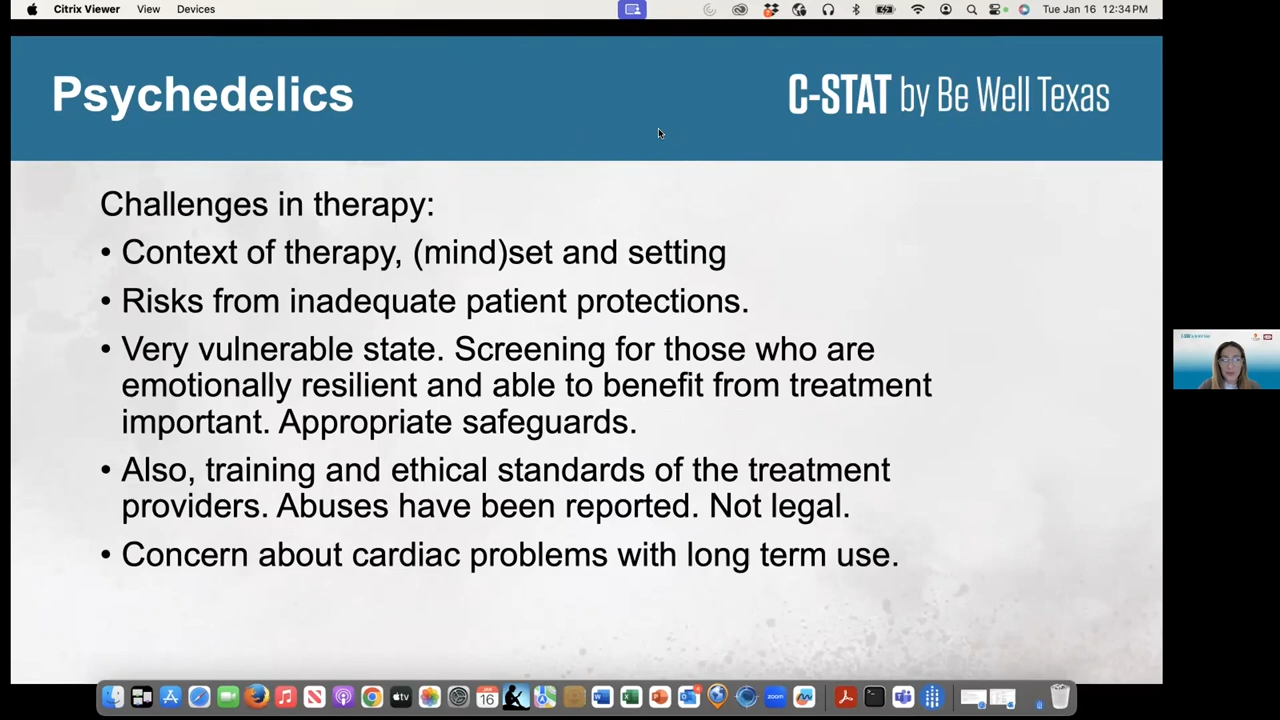 Citrix Viewer View Devices Tue Jan 16 12:34 PM
Psychedelics
C-STAT by Be Well Texas
Challenges in therapy:
• Context of therapy, (mind)set and setting
• Risks from inadequate patient protections.
• Very vulnerable state. Screening for those who are
emotionally resilient and able to benefit from treatment
important. Appropriate safeguards.
• Also, training and ethical standards of the treatment
providers. Abuses have been reported. Not legal.
• Concern about cardiac problems with long term use.
JAN
16
zoom